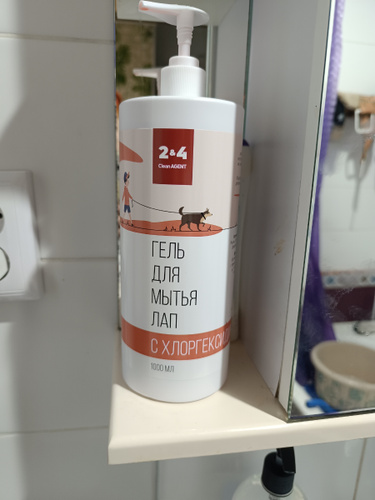 2&4
Clean AGENT
ГЕЛЬ
ДЛЯ
МЫТЬЯ
ЛАП
С ХЛОРГЕКСИ
1000 МЛ